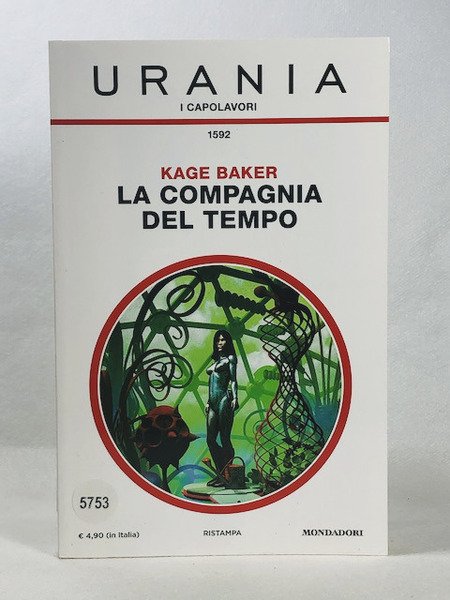 URANIA
I CAPOLAVORI
1592
KAGE BAKER
LA COMPAGNIA
DEL TEMPO
5753
€ 4,90 (in Italia)
RISTAMPA
MONDADORI